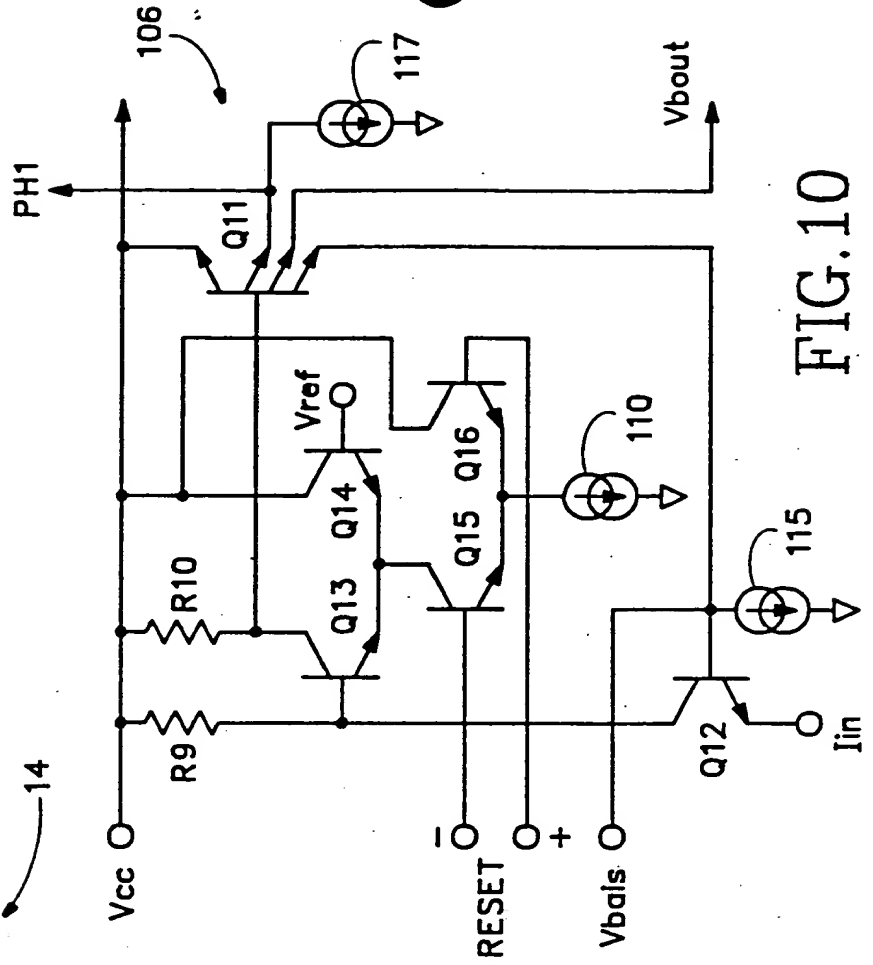 14
106
PH1
117
Vcc
R9
R10
Q11
Vref
Q13
Q14
Vbout
Q15
Q16
RESET
-
+
110
Vbais
115
Q12
Iin
FIG.10